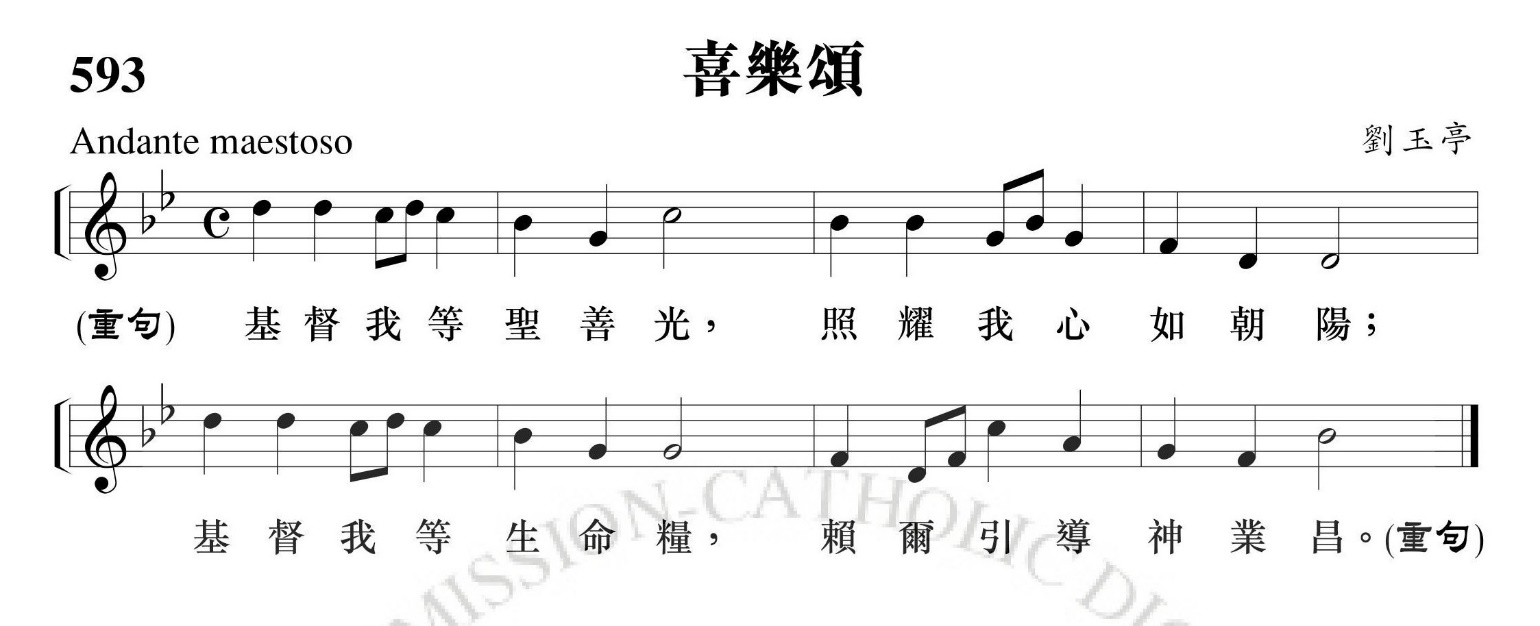 593
喜樂頌
Andante maestoso
劉玉亭
(重句) 基督我等聖善光，照耀我心如朝陽；
基督我等生命糧，賴爾引導神業昌。(重句)
MISSION-CATHOLIC DIO